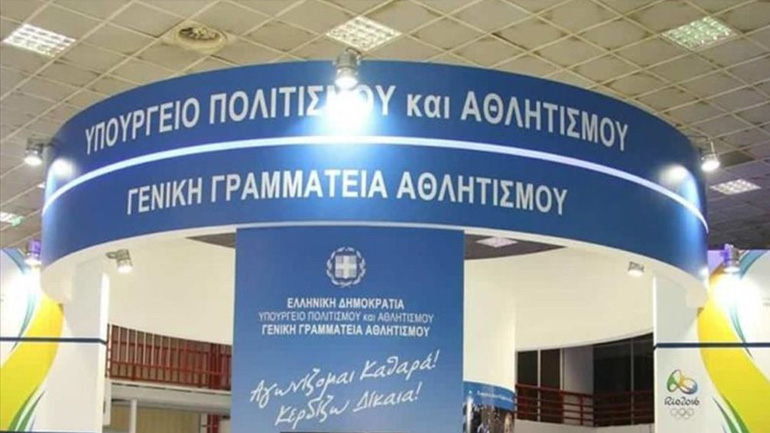 ΥΠΟΥΡΓΕΙΟ ΠΟΛΙΤΙΣΜΟΥ και ΑΘΛΗΤΙΣΜΟΥ
ΓΕΝΙΚΗ ΓΡΑΜΜΑΤΕΙΑ ΑΘΛΗΤΙΣΜΟΥ
ΕΛΛΗΝΙΚΗ ΔΗΜΟΚΡΑΤΙΑ
ΥΠΟΥΡΓΕΙΟ ΠΟΛΙΤΙΣΜΟΥ και ΑΘΛΗΤΙΣΜΟΥ
ΓΕΝΙΚΗ ΓΡΑΜΜΑΤΕΙΑ ΑΘΛΗΤΙΣΜΟΥ
Αγωνίζομαι Καθαρά!
Κερδίζω Δίκαια!
Rio2016